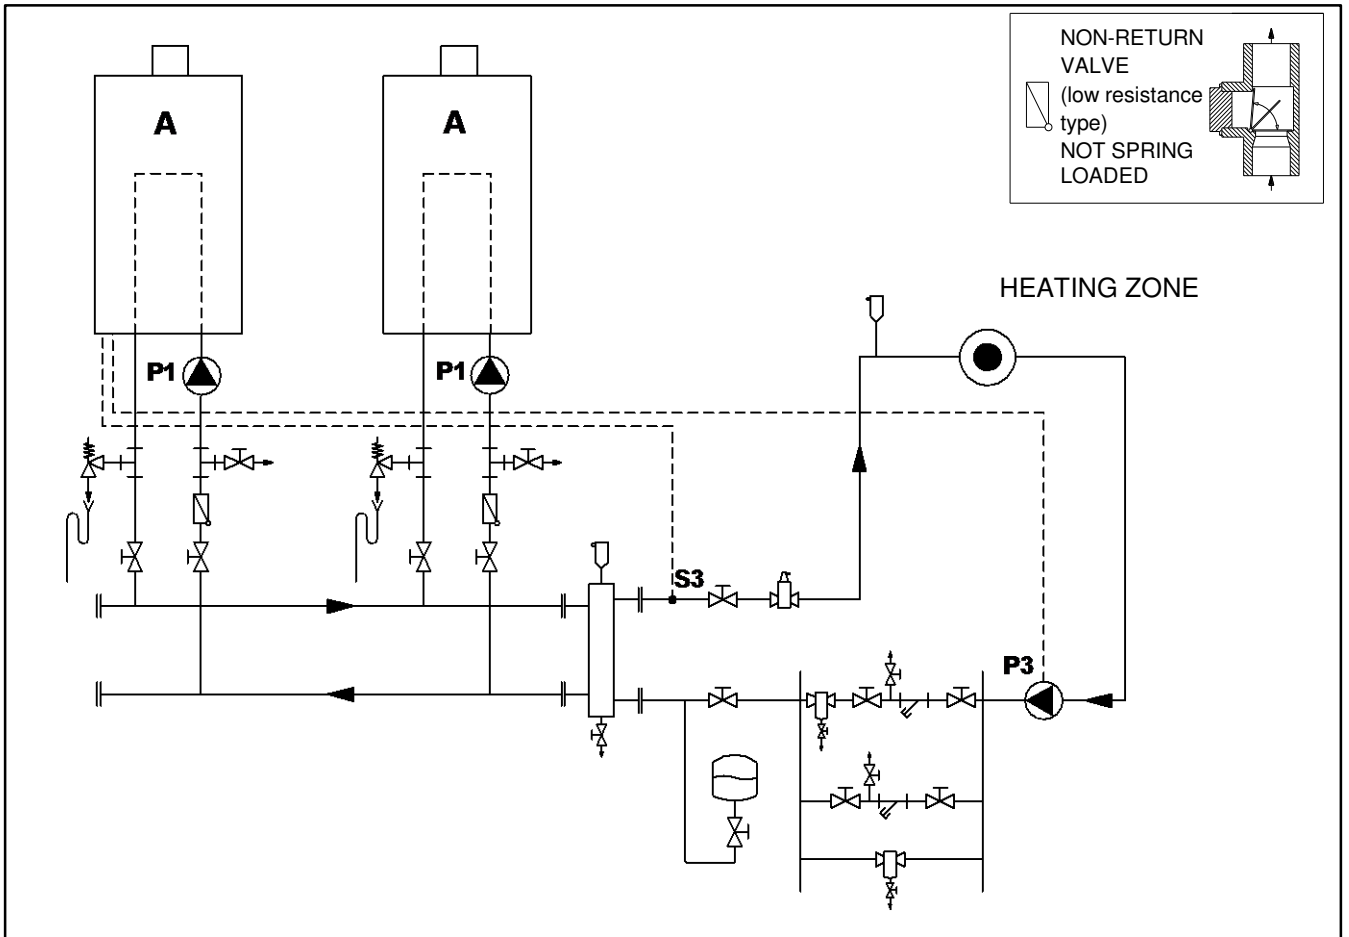 NON-RETURN
VALVE
(low resistance
type)
NOT SPRING
LOADED
A
A
HEATING ZONE
P1
P1
S3
P3